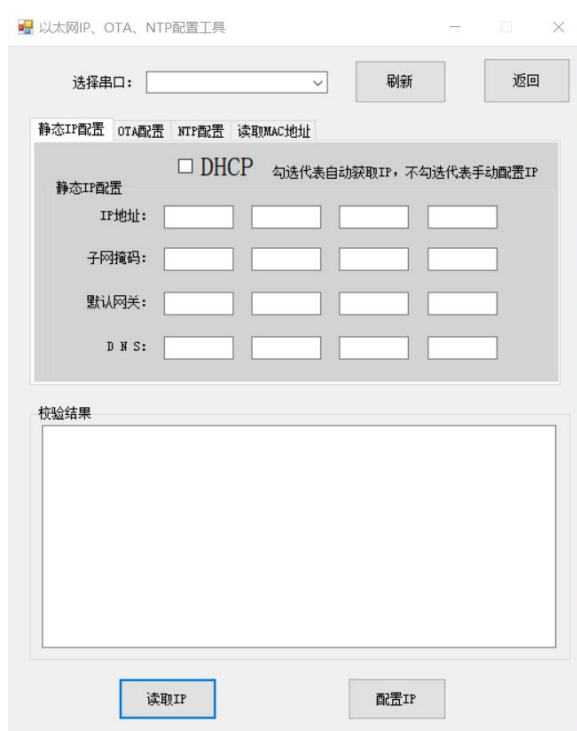 以太网IP、OTA、NTP配置工具
选择串口:
刷新
返回
静态IP配置 OTA配置 NTP配置 读取MAC地址
DHCP 勾选代表自动获取IP，不勾选代表手动配置IP
静态IP配置
IP地址:
子网掩码:
默认网关:
D N S:
校验结果
读取IP
配置IP